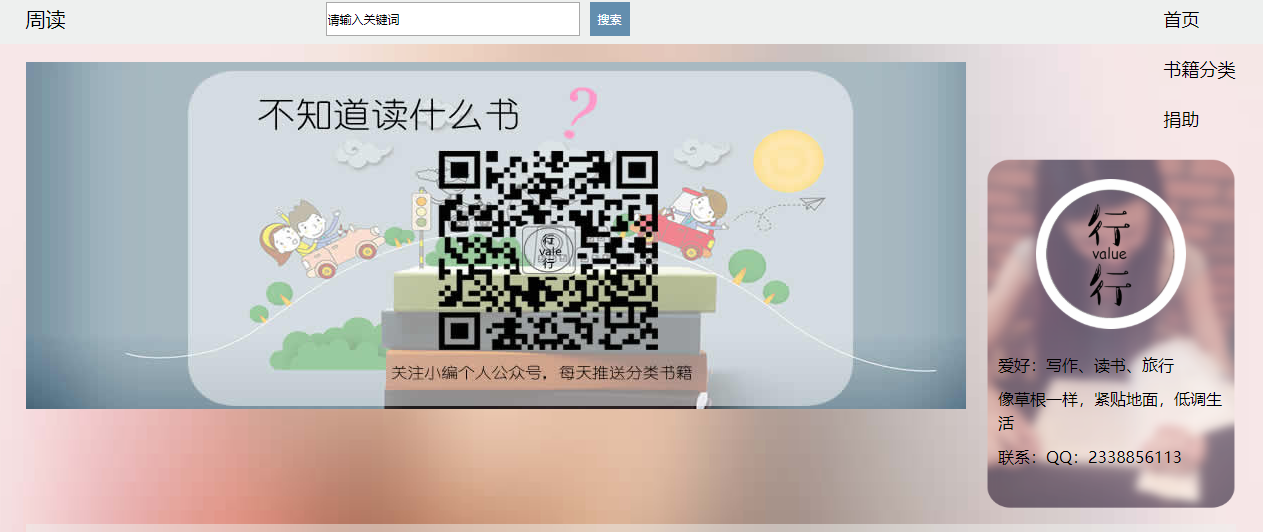 周读
请输入关键词
搜索
首页
书籍分类
捐助
不知道读什么书?
行
vale
行
关注小编个人公众号，每天推送分类书籍
行
value
行
爱好：写作、读书、旅行
像草根一样，紧贴地面，低调生
活
联系：QQ：2338856113